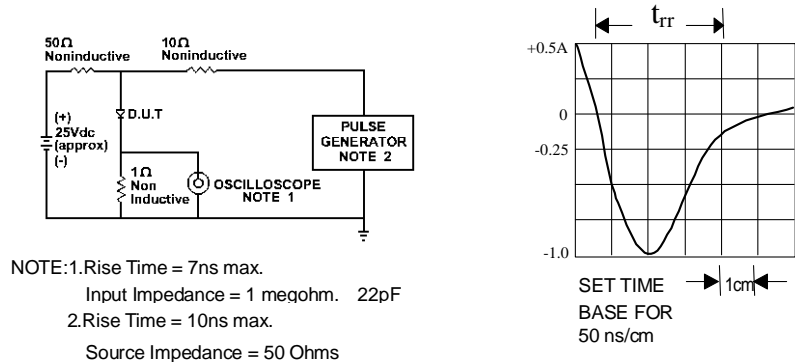 50Ω
Noninductive
10Ω
Noninductive
D.U.T
(+)
25Vdc
(approx)
(-)
1Ω
Non
Inductive
OSCILLOSCOPE
NOTE 1
PULSE
GENERATOR
NOTE 2
NOTE:1.Rise Time = 7ns max.
Input Impedance = 1 megohm. 22pF
2.Rise Time = 10ns max.
Source Impedance = 50 Ohms
trr
+0.5A
0
-0.25
-1.0
SET TIME
BASE FOR
50 ns/cm
1cm